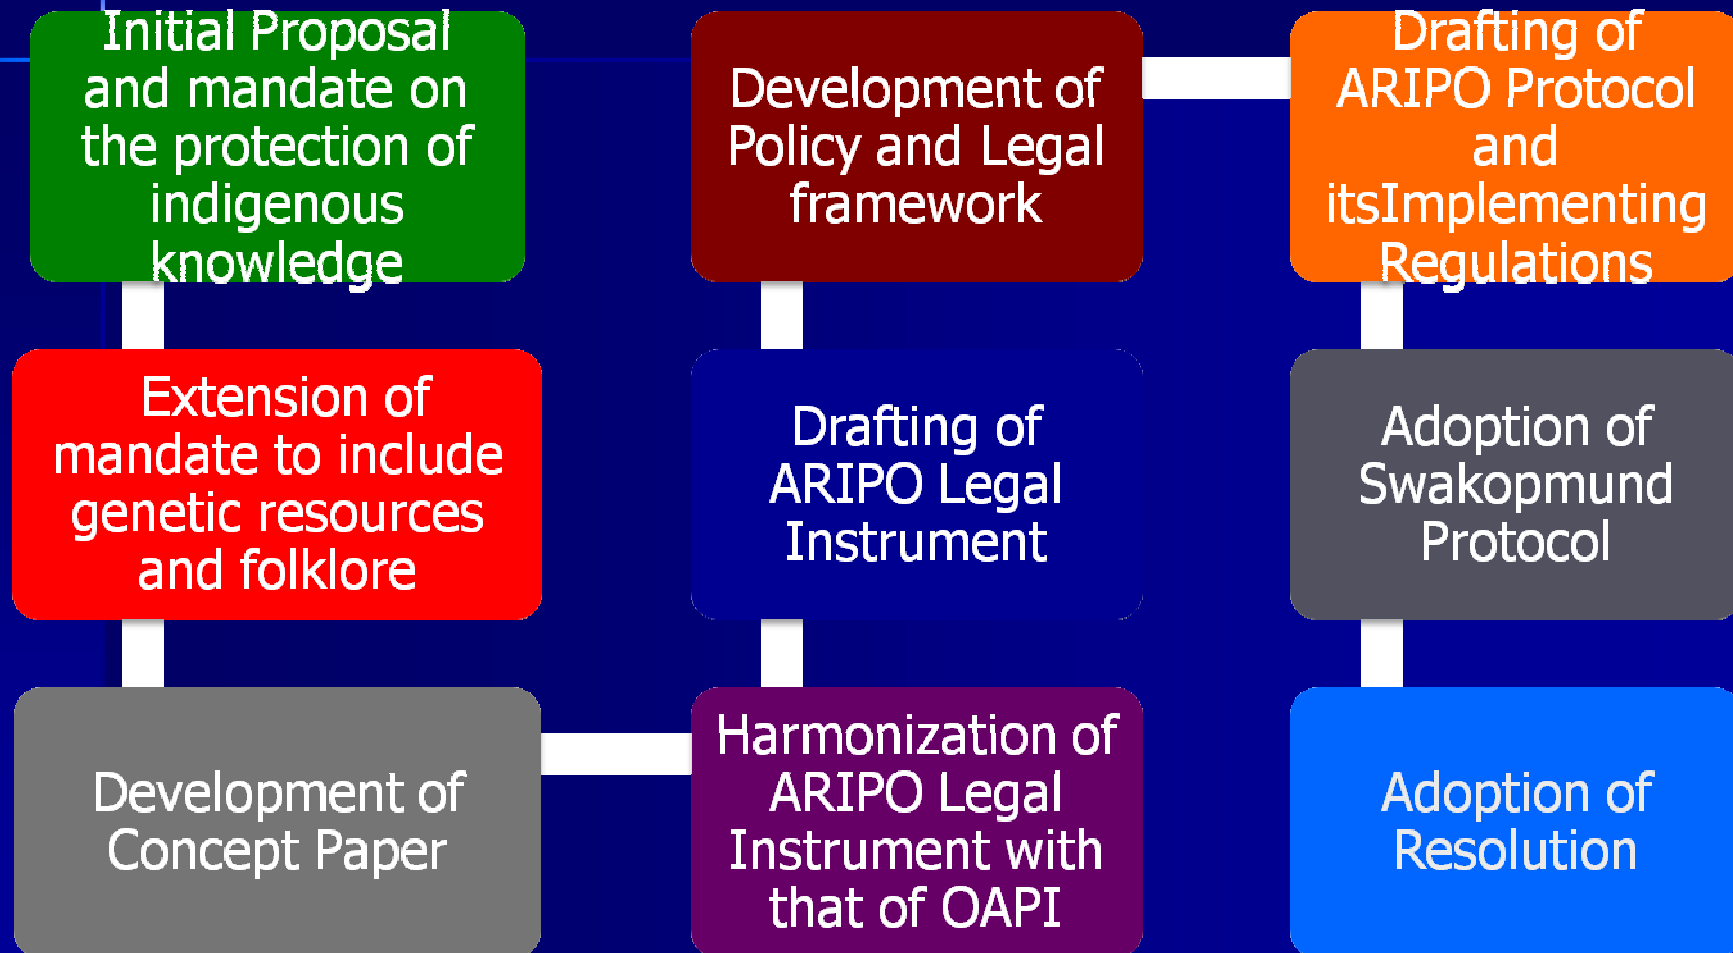 Initial Proposal
and mandate on
the protection of
indigenous
knowledge
Extension of
mandate to include
genetic resources
and folklore
Development of
Concept Paper
Harmonization of
ARIPO Legal
Instrument with
that of OAPI
Drafting of
ARIPO Legal
Instrument
Development of
Policy and Legal
framework
Drafting of
ARIPO Protocol
and
itsImplementing
Regulations
Adoption of
Swakopmund
Protocol
Adoption of
Resolution